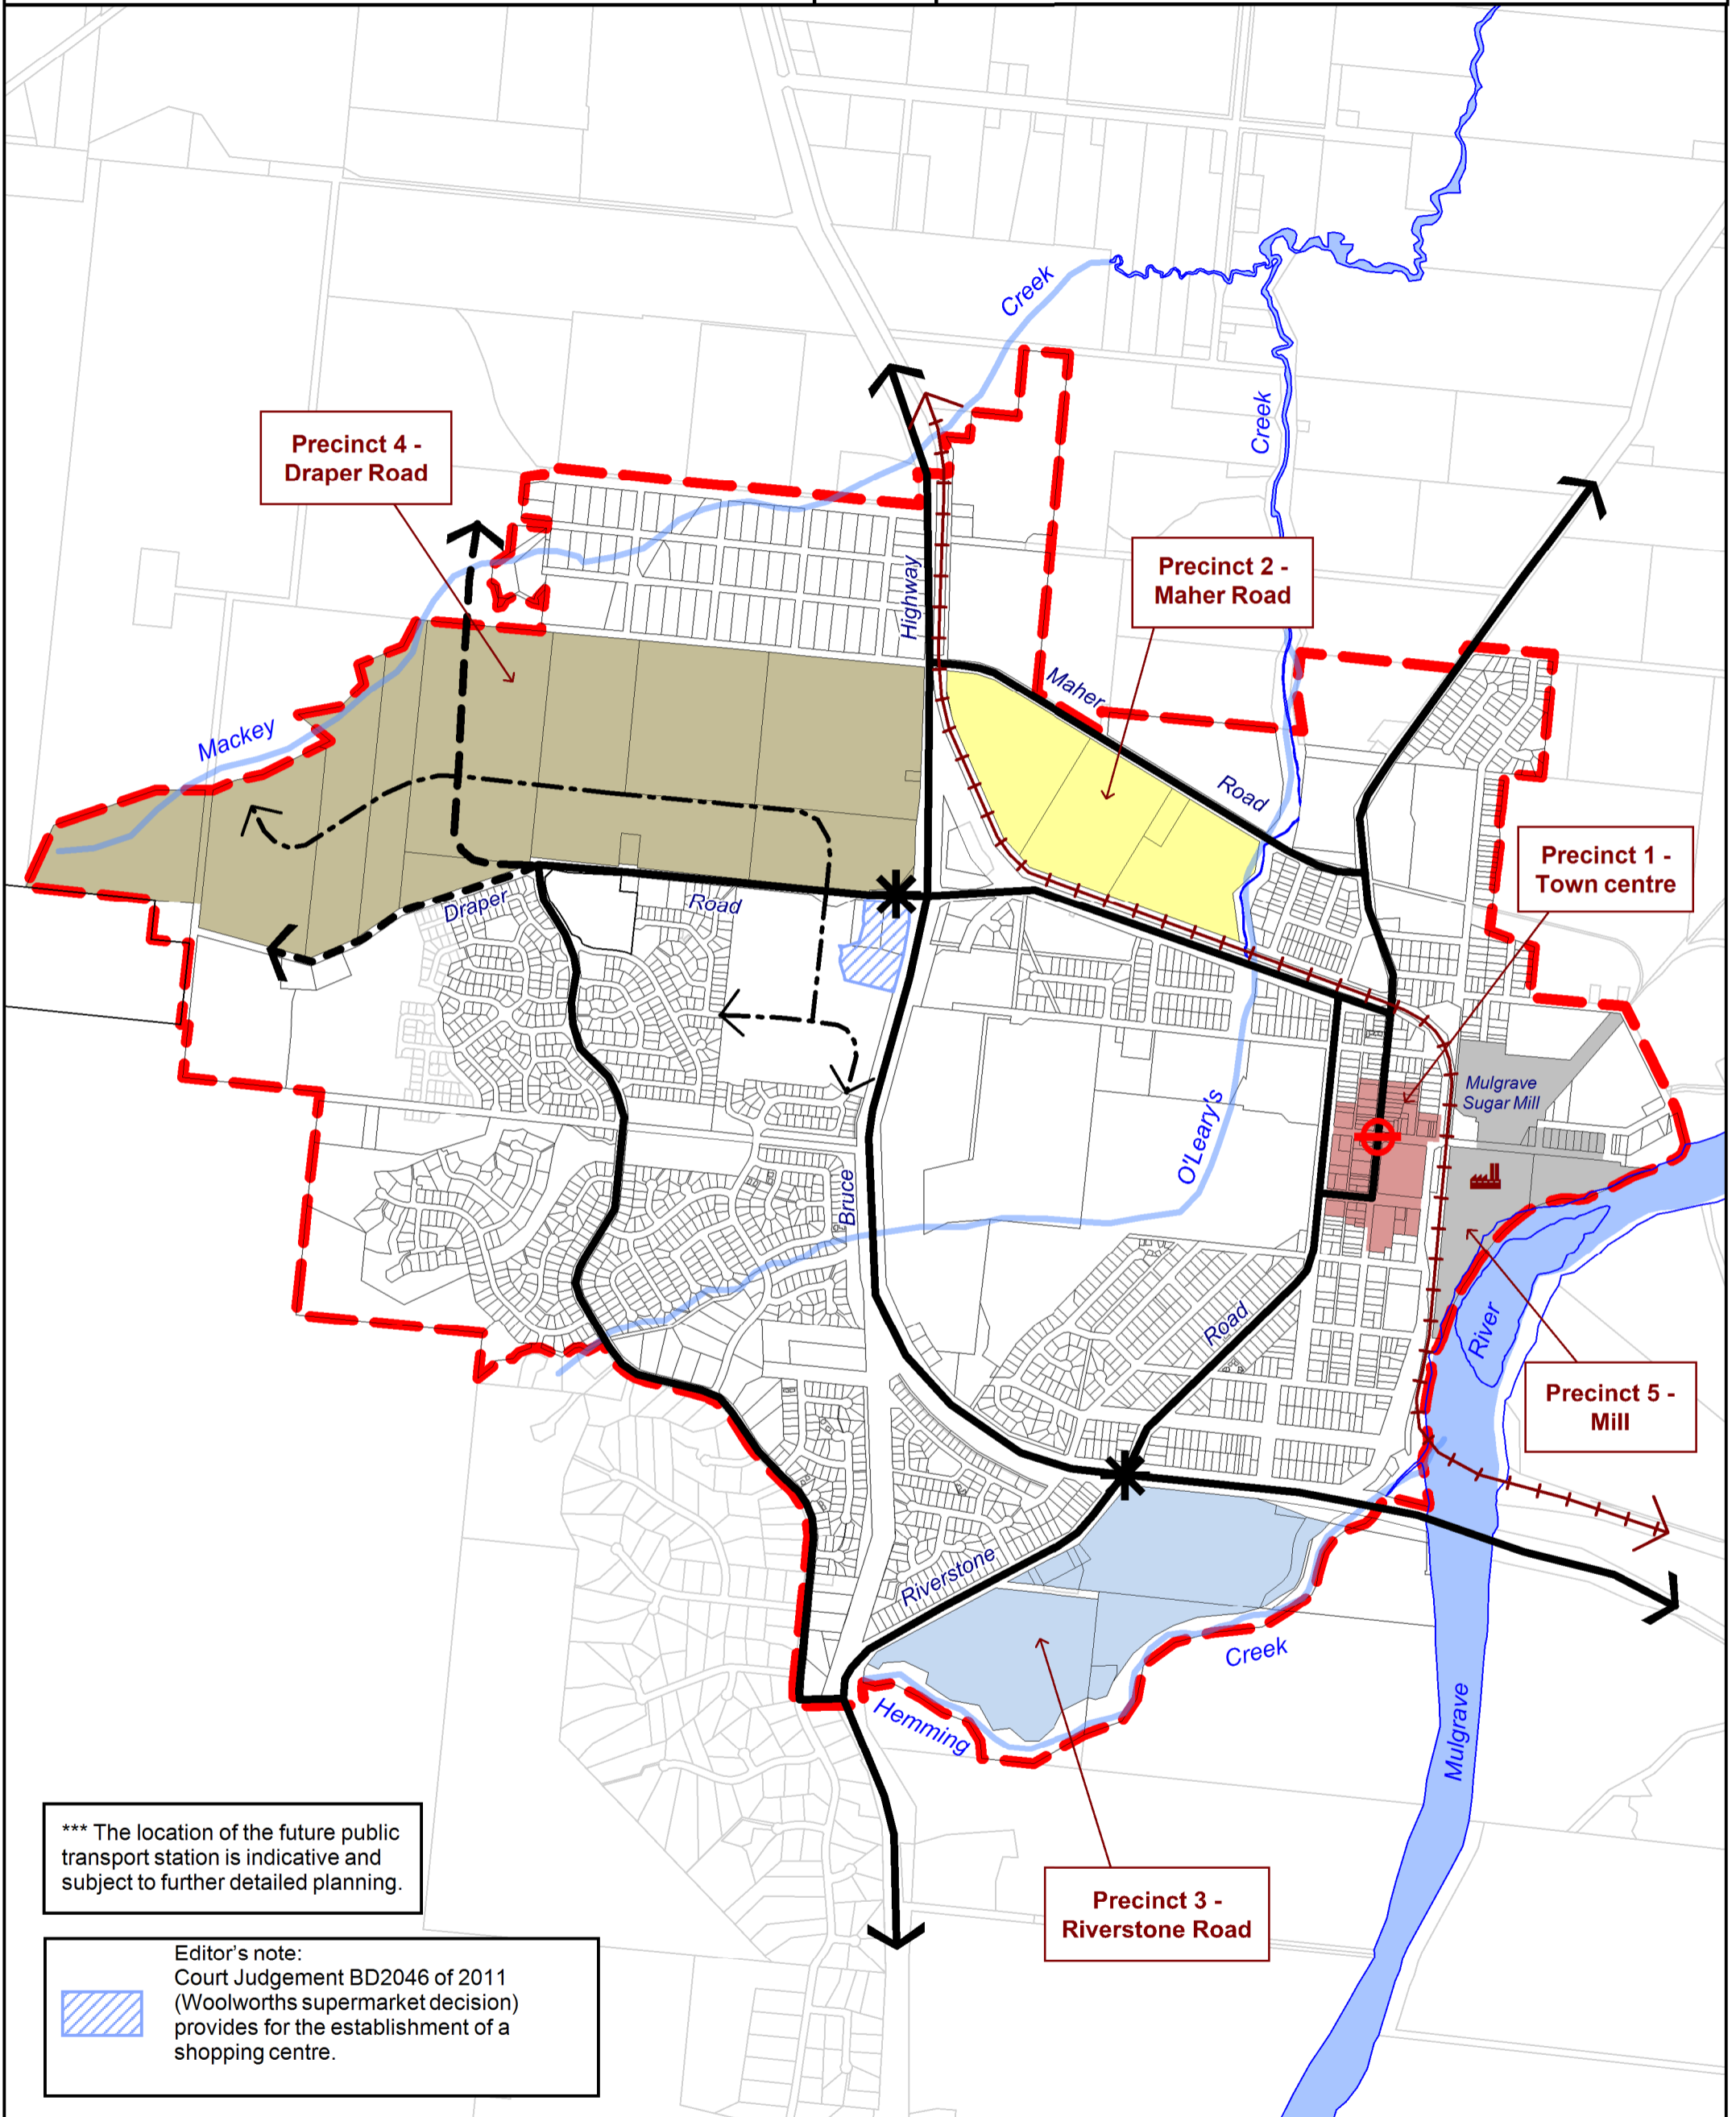 Creek
Creek
Precinct 4 -
Draper Road
Highway
Precinct 2 -
Maher Road
Maher
Mackey
Road
Precinct 1 -
Town centre
Draper
Road
Mulgrave
Sugar Mill
O'Leary's
Bruce
Road
River
Precinct 5 -
Mill
Riverstone
Creek
Hemming
Mulgrave
*** The location of the future public
transport station is indicative and
subject to further detailed planning.
Precinct 3 -
Riverstone Road
Editor's note:
Court Judgement BD2046 of 2011
(Woolworths supermarket decision)
provides for the establishment of a
shopping centre.